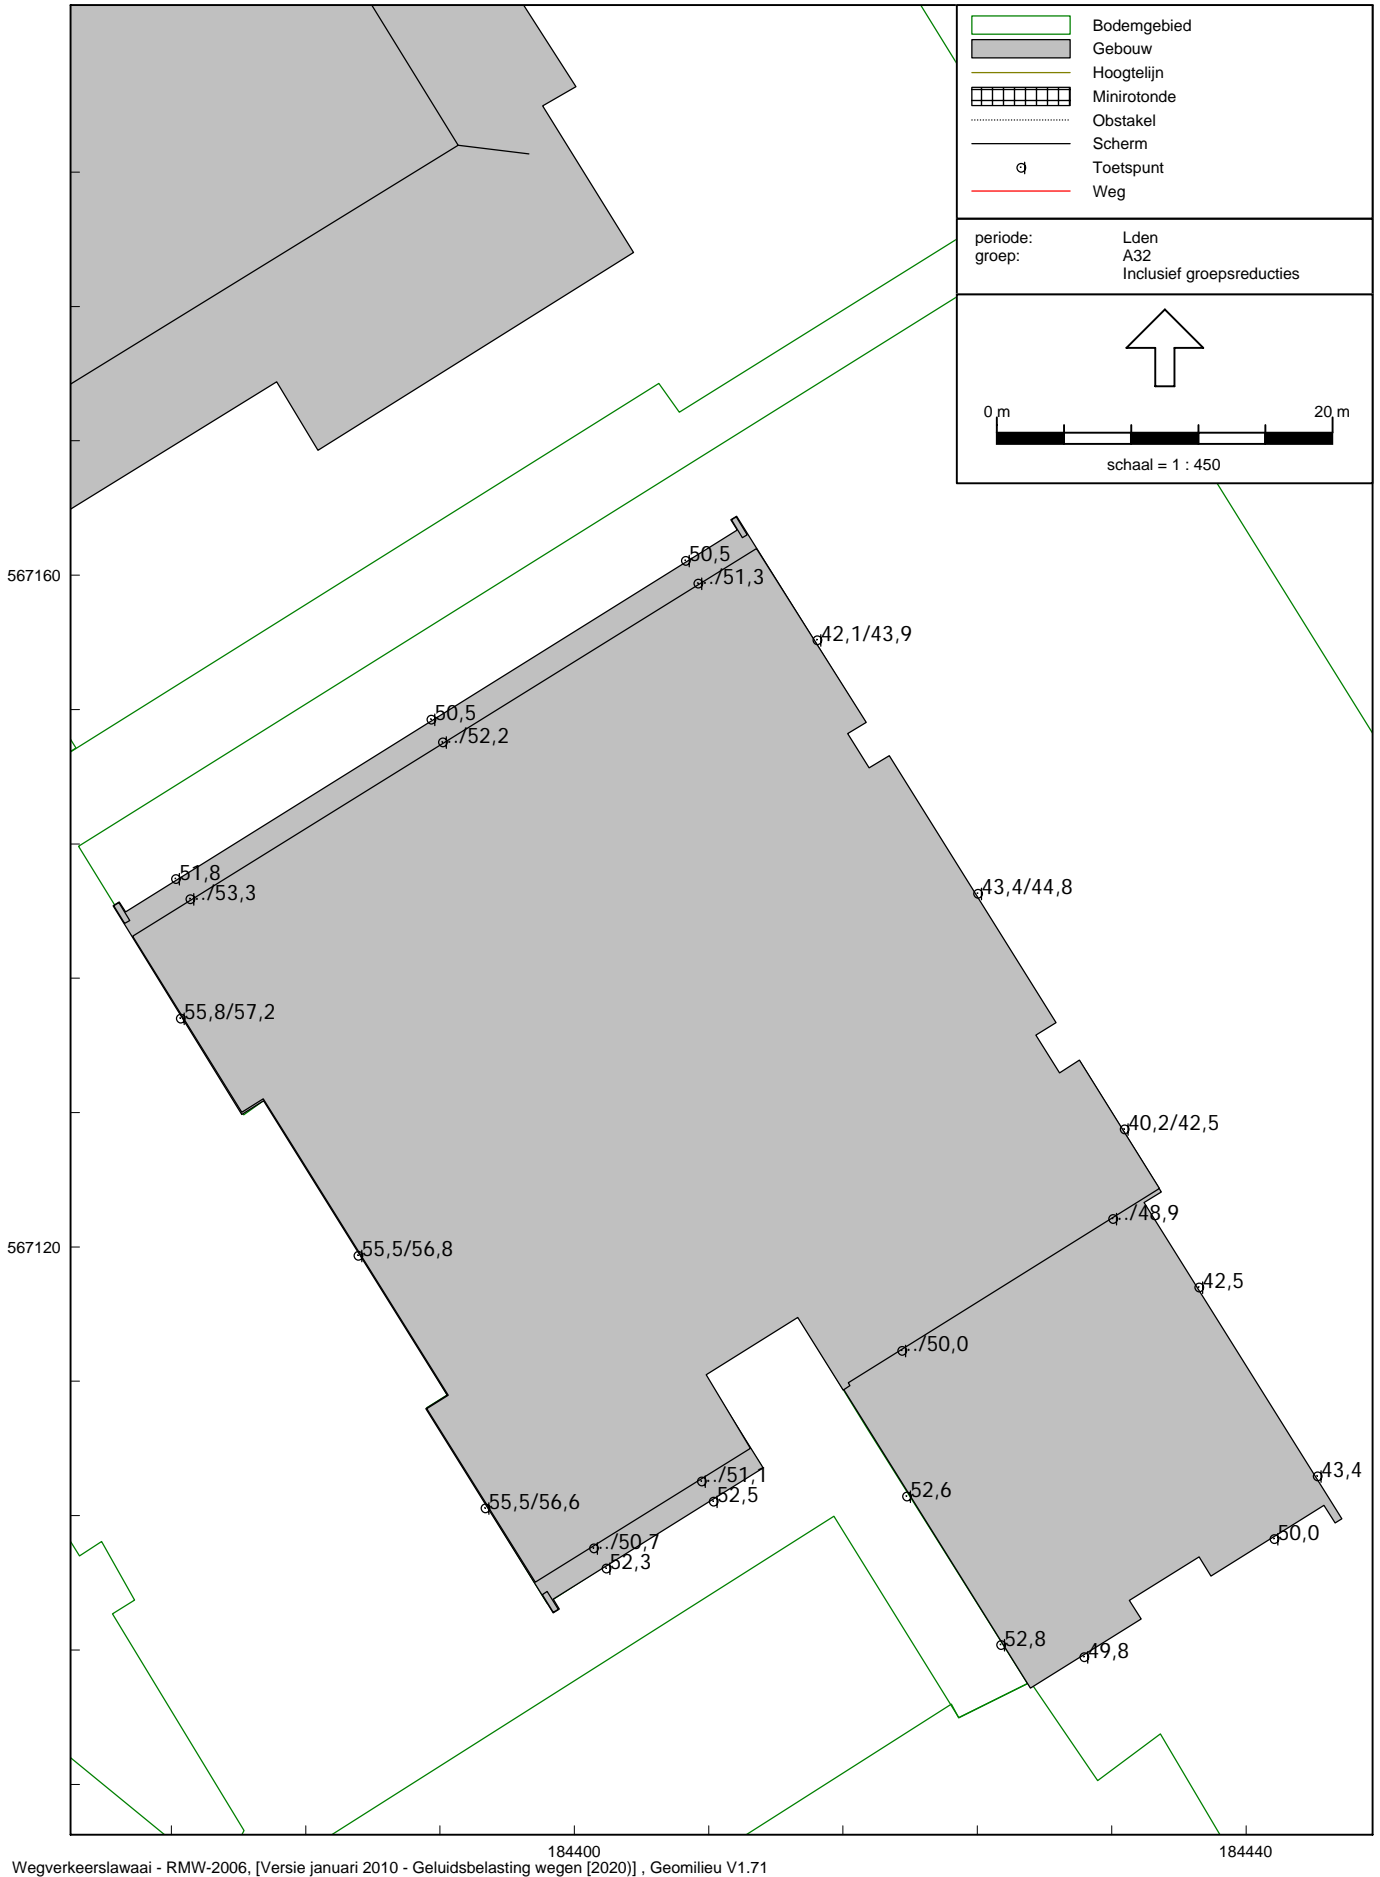 Bodemgebied
Gebouw
Hoogtelijn
Minirotonde
Obstakel
Scherm
Toetspunt
Weg
periode: Lden
groep: A32
Inclusief groepsreducties
0 m 20 m
schaal = 1 : 450
50,5
567160
../51,3
42,1/43,9
50,5
../52,2
51,8
../53,3
43,4/44,8
55,8/57,2
40,2/42,5
../48,9
567120
55,5/56,8
42,5
../50,0
43,4
../51,1
52,6
52,5
55,5/56,6
50,0
../50,7
52,3
52,8
49,8
184400 184440
Wegverkeerslawaai - RMW-2006, [Versie januari 2010 - Geluidsbelasting wegen [2020)] , Geomilieu V1.71